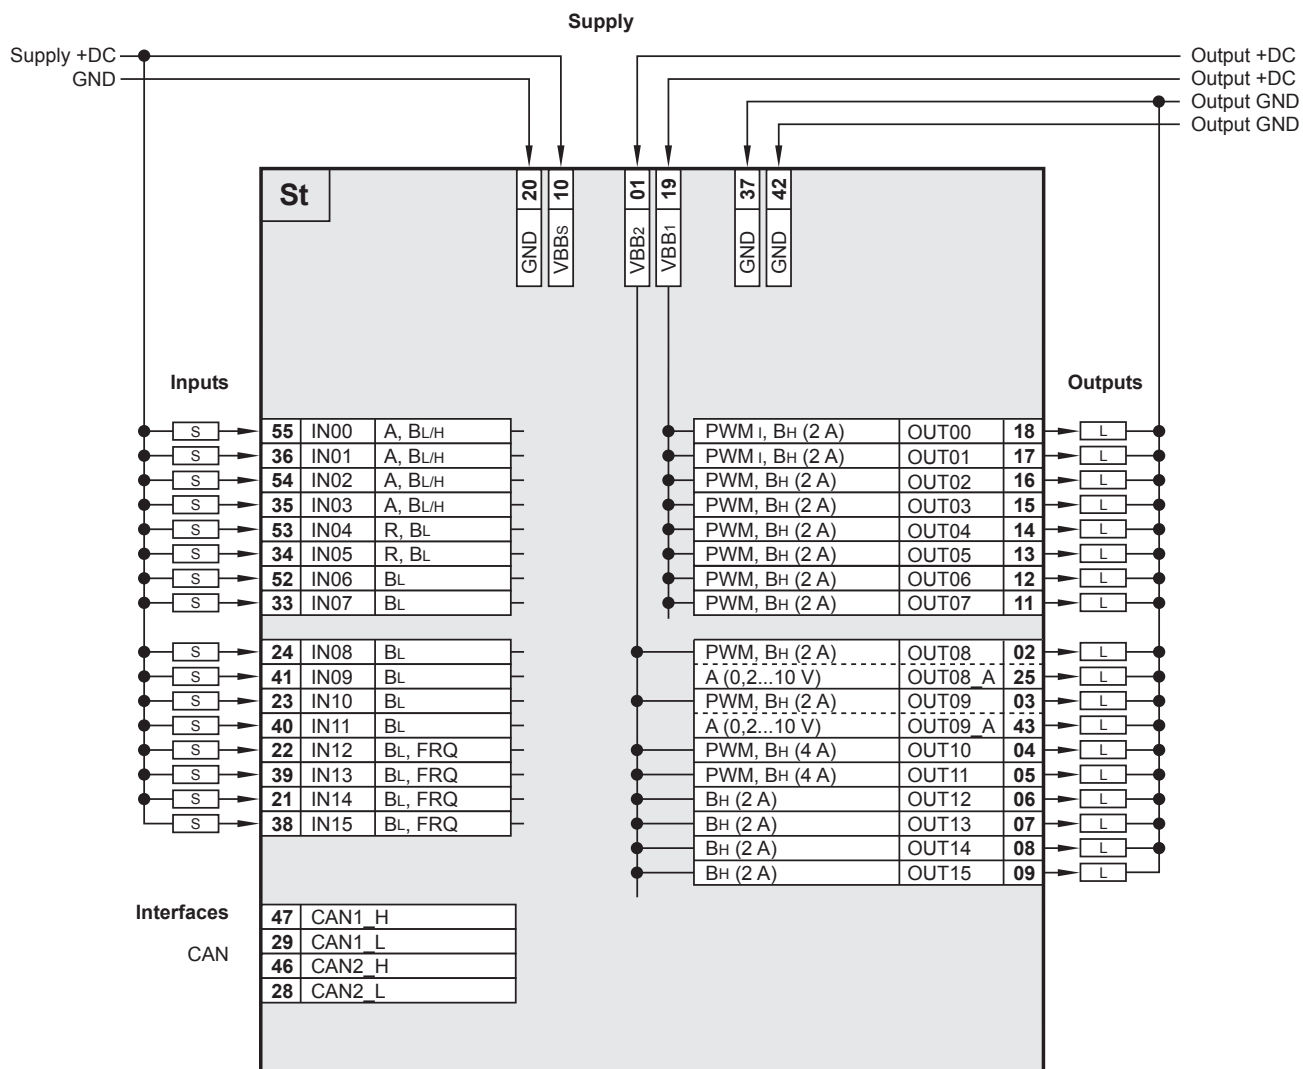 Supply
Supply +DC
GND
Output +DC
Output +DC
Output GND
Output GND
St
20 GND
10 VBBS
01 VBB2
19 VBB1
37 GND
42 GND
Inputs
S 55 IN00 A, BL/H
S 36 IN01 A, BL/H
S 54 IN02 A, BL/H
S 35 IN03 A, BL/H
S 53 IN04 R, BL
S 34 IN05 R, BL
S 52 IN06 BL
S 33 IN07 BL
S 24 IN08 BL
S 41 IN09 BL
S 23 IN10 BL
S 40 IN11 BL
S 22 IN12 BL, FRQ
S 39 IN13 BL, FRQ
S 21 IN14 BL, FRQ
S 38 IN15 BL, FRQ
Outputs
PWM I, BH (2 A) OUT00 18 L
PWM I, BH (2 A) OUT01 17 L
PWM, BH (2 A) OUT02 16 L
PWM, BH (2 A) OUT03 15 L
PWM, BH (2 A) OUT04 14 L
PWM, BH (2 A) OUT05 13 L
PWM, BH (2 A) OUT06 12 L
PWM, BH (2 A) OUT07 11 L
PWM, BH (2 A) OUT08 02 L
A (0,2...10 V) OUT08_A 25 L
PWM, BH (2 A) OUT09 03 L
A (0,2...10 V) OUT09_A 43 L
PWM, BH (4 A) OUT10 04 L
PWM, BH (4 A) OUT11 05 L
BH (2 A) OUT12 06 L
BH (2 A) OUT13 07 L
BH (2 A) OUT14 08 L
BH (2 A) OUT15 09 L
Interfaces
CAN
47 CAN1_H
29 CAN1_L
46 CAN2_H
28 CAN2_L